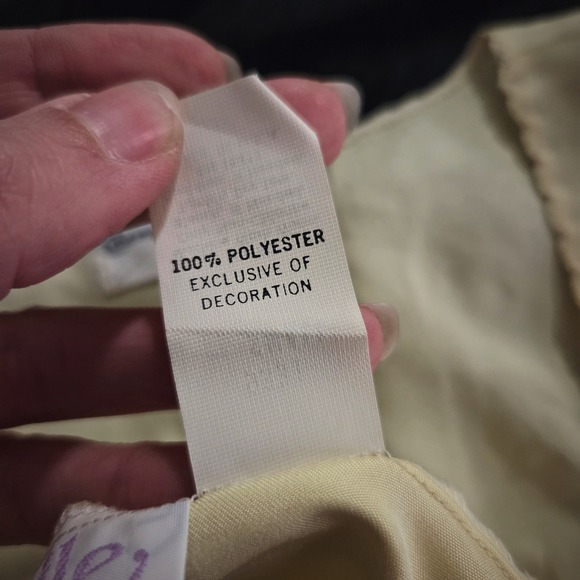 100% POLYESTER
EXCLUSIVE OF
DECORATION